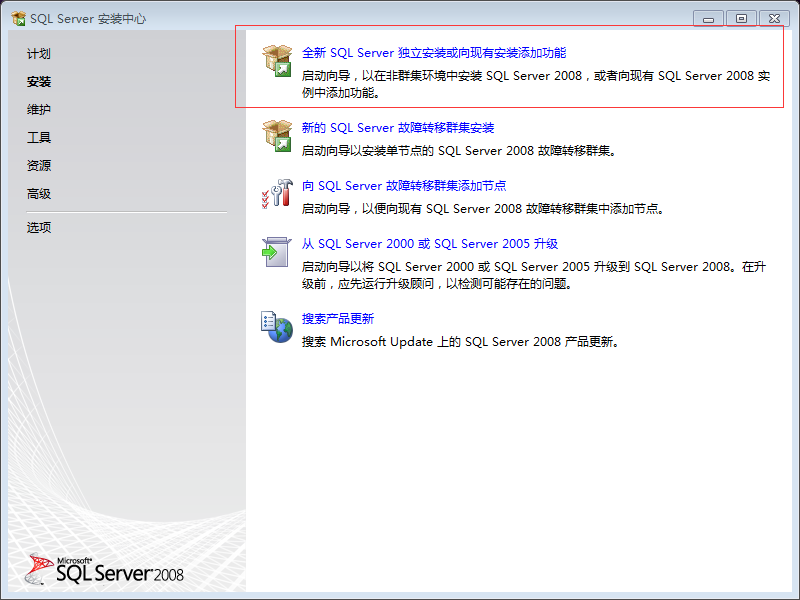 SQL Server 安装中心
计划
安装
维护
工具
资源
高级
选项
全新 SQL Server 独立安装或向现有安装添加功能
启动向导，以在非群集环境中安装 SQL Server 2008，或者向现有 SQL Server 2008 实
例中添加功能。
新的 SQL Server 故障转移群集安装
启动向导以安装单节点的 SQL Server 2008 故障转移群集。
向 SQL Server 故障转移群集添加节点
启动向导，以便向现有 SQL Server 2008 故障转移群集中添加节点。
从 SQL Server 2000 或 SQL Server 2005 升级
启动向导以将 SQL Server 2000 或 SQL Server 2005 升级到 SQL Server 2008。在升
级前，应先运行升级顾问，以检测可能存在的问题。
搜索产品更新
搜索 Microsoft Update 上的 SQL Server 2008 产品更新。
Microsoft®
SQL Server 2008